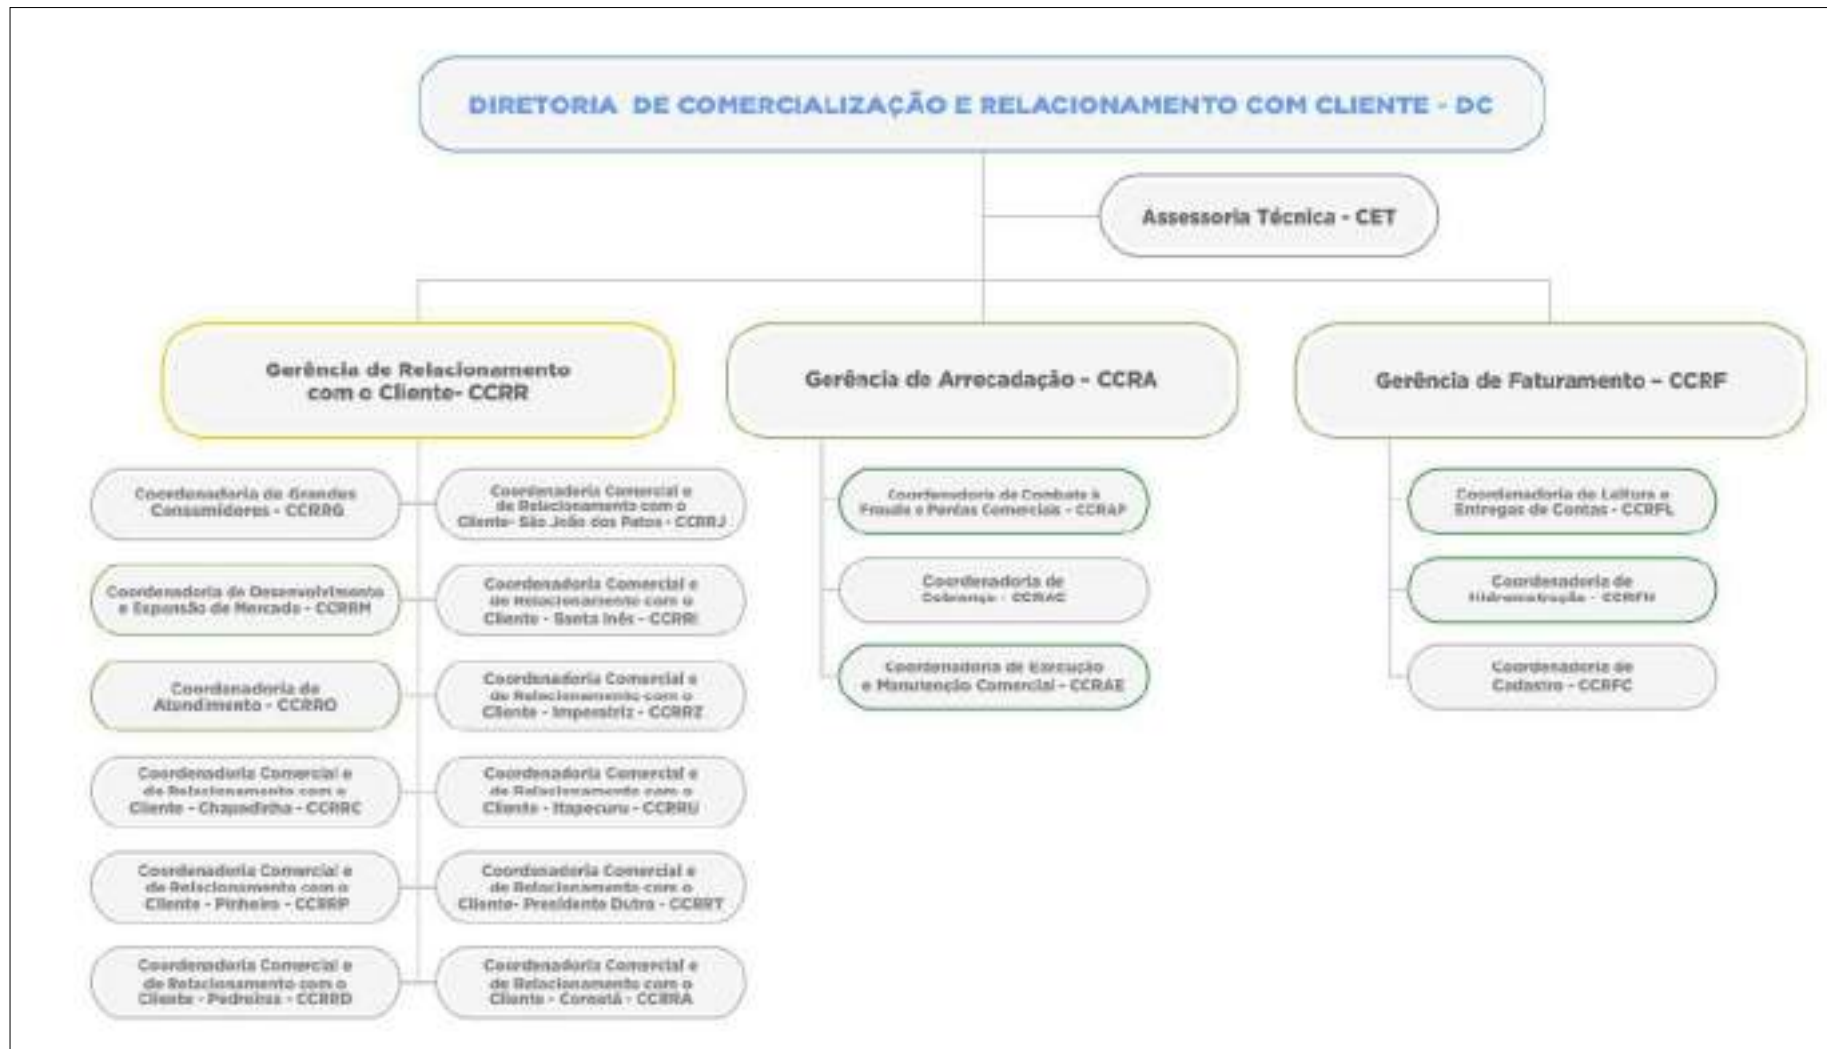 DIRETORIA DE COMERCIALIZAÇÃO E RELACIONAMENTO COM CLIENTE - DC
Assessoria Técnica - CET
Gerência de Relacionamento
com o Cliente- CCRR
Gerência de Arrecadação - CCRA
Gerência de Faturamento – CCRF
Coordenadoria de Grandes
Consumidores - CCRRG
Coordenadoria Comercial e
de Relacionamento com o
Cliente- São João dos Patos - CCRRJ
Coordenadoria de Desenvolvimento
e Expansão de Mercado - CCRRM
Coordenadoria Comercial e
de Relacionamento com o
Cliente - Santa Inês - CCRRI
Coordenadoria de
Atendimento - CCRRO
Coordenadoria Comercial e
de Relacionamento com o
Cliente - Imperatriz - CCRRZ
Coordenadoria Comercial e
de Relacionamento com o
Cliente - Chapadinha - CCRRC
Coordenadoria Comercial e
de Relacionamento com o
Cliente - Itapecuru - CCRRU
Coordenadoria Comercial e
de Relacionamento com o
Cliente - Pinheiro - CCRRP
Coordenadoria Comercial e
de Relacionamento com o
Cliente- Presidente Dutra - CCRRT
Coordenadoria Comercial e
de Relacionamento com o
Cliente - Pedreiras - CCRRD
Coordenadoria Comercial e
de Relacionamento com o
Cliente - Coroatá - CCRRA
Coordenadoria de Combate à
Fraude e Perdas Comerciais - CCRAF
Coordenadoria de
Cobrança - CCRAC
Coordenadoria de Execução
e Manutenção Comercial - CCRAE
Coordenadoria de Leitura e
Entregas de Contas - CCRFL
Coordenadoria de
Hidrometração - CCRFH
Coordenadoria de
Cadastro - CCRFC